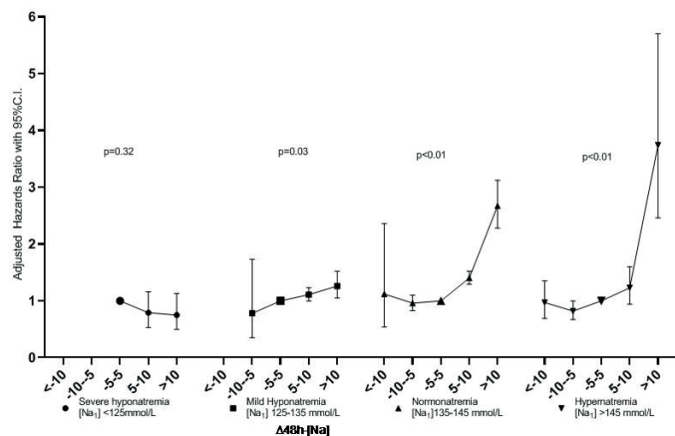 Adjusted Hazards Ratio with 95%C.I.
6
5
4
3
2
1
0
p=0.32
p=0.03
p<0.01
p<0.01
<-10 -10--5 -5-5 5-10 >10 <-10 -10--5 -5-5 5-10 >10 <-10 -10--5 -5-5 5-10 >10 <-10 -10--5 -5-5 5-10 >10
Severe hyponatremia
[Na₁] <125mmol/L
Mild Hyponatremia
[Na₁] 125-135 mmol/L
Normonatremia
[Na₁]135-145 mmol/L
Hypernatremia
[Na₁] >145 mmol/L
Δ48h-[Na]